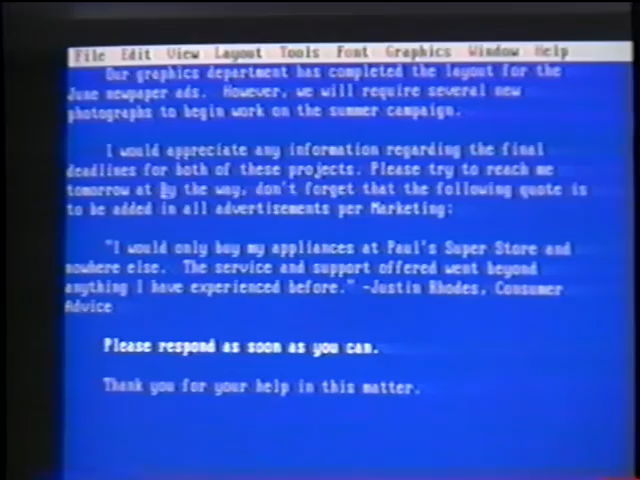 File Edit View Layout Tools Font Graphics Window Help
Our graphics department has completed the layout for the
June newpaper ads. However, we will require several new
photographs to begin work on the summer campaign.
I would appreciate any information regarding the final
deadlines for both of these projects. Please try to reach me
tomorrow at By the way, don't forget that the following quote is
to be added in all advertisements per Marketing:
"I would only buy my appliances at Paul's Super Store and
nowhere else. The service and support offered went beyond
anything I have experienced before." -Justin Rhodes, Consumer
Advice
Please respond as soon as you can.
Thank you for your help in this matter.